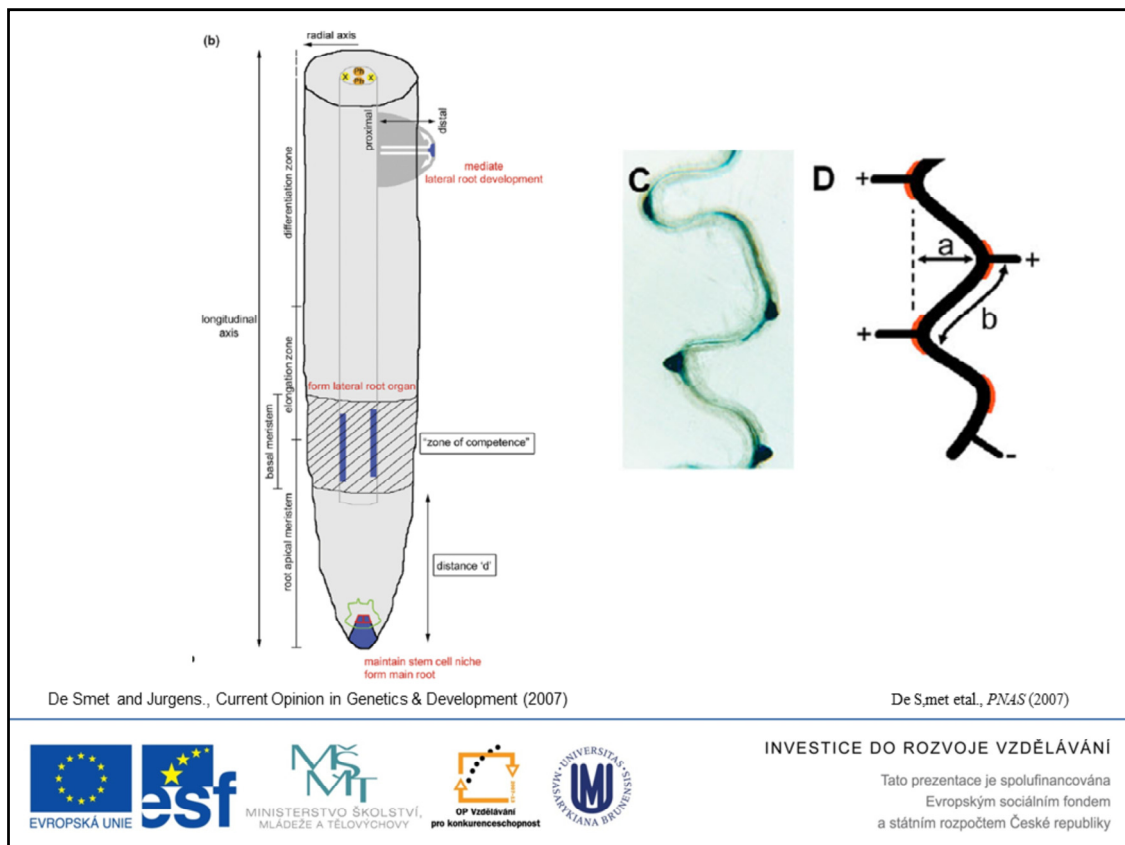 (b)
radial axis
x x
proximal
distal
mediate
lateral root development
differentiation zone
longitudinal
axis
elongation zone
form lateral root organ
basal meristem
"zone of competence"
root apical meristem
distance 'd'
maintain stem cell niche
form main root
C
D
+
a
+
b
+
-
De Smet and Jurgens., Current Opinion in Genetics & Development (2007)
De S,met etal., PNAS (2007)
EVROPSKÁ UNIE
esf
MŠMT
MINISTERSTVO ŠKOLSTVÍ,
MLÁDEŽE A TĚLOVÝCHOVY
2007-13
OP Vzdělávání
pro konkurenceschopnost
UNIVERSITAS MASARYKIANA BRUNENSIS
INVESTICE DO ROZVOJE VZDĚLÁVÁNÍ
Tato prezentace je spolufinancována
Evropským sociálním fondem
a státním rozpočtem České republiky